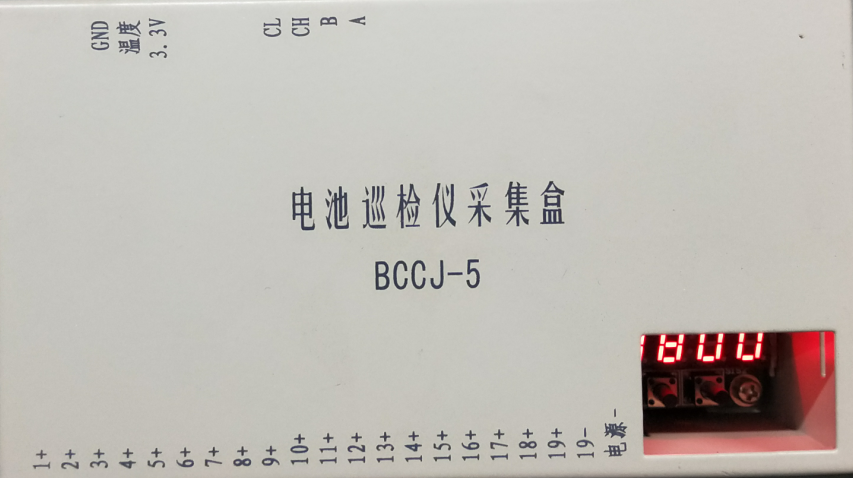 GND
温度
3.3V
CL
CH
B
A
电池巡检仪采集盒
BCCJ-5
1+
2+
3+
4+
5+
6+
7+
8+
9+
10+
11+
12+
13+
14+
15+
16+
17+
18+
19+
19-
电源-